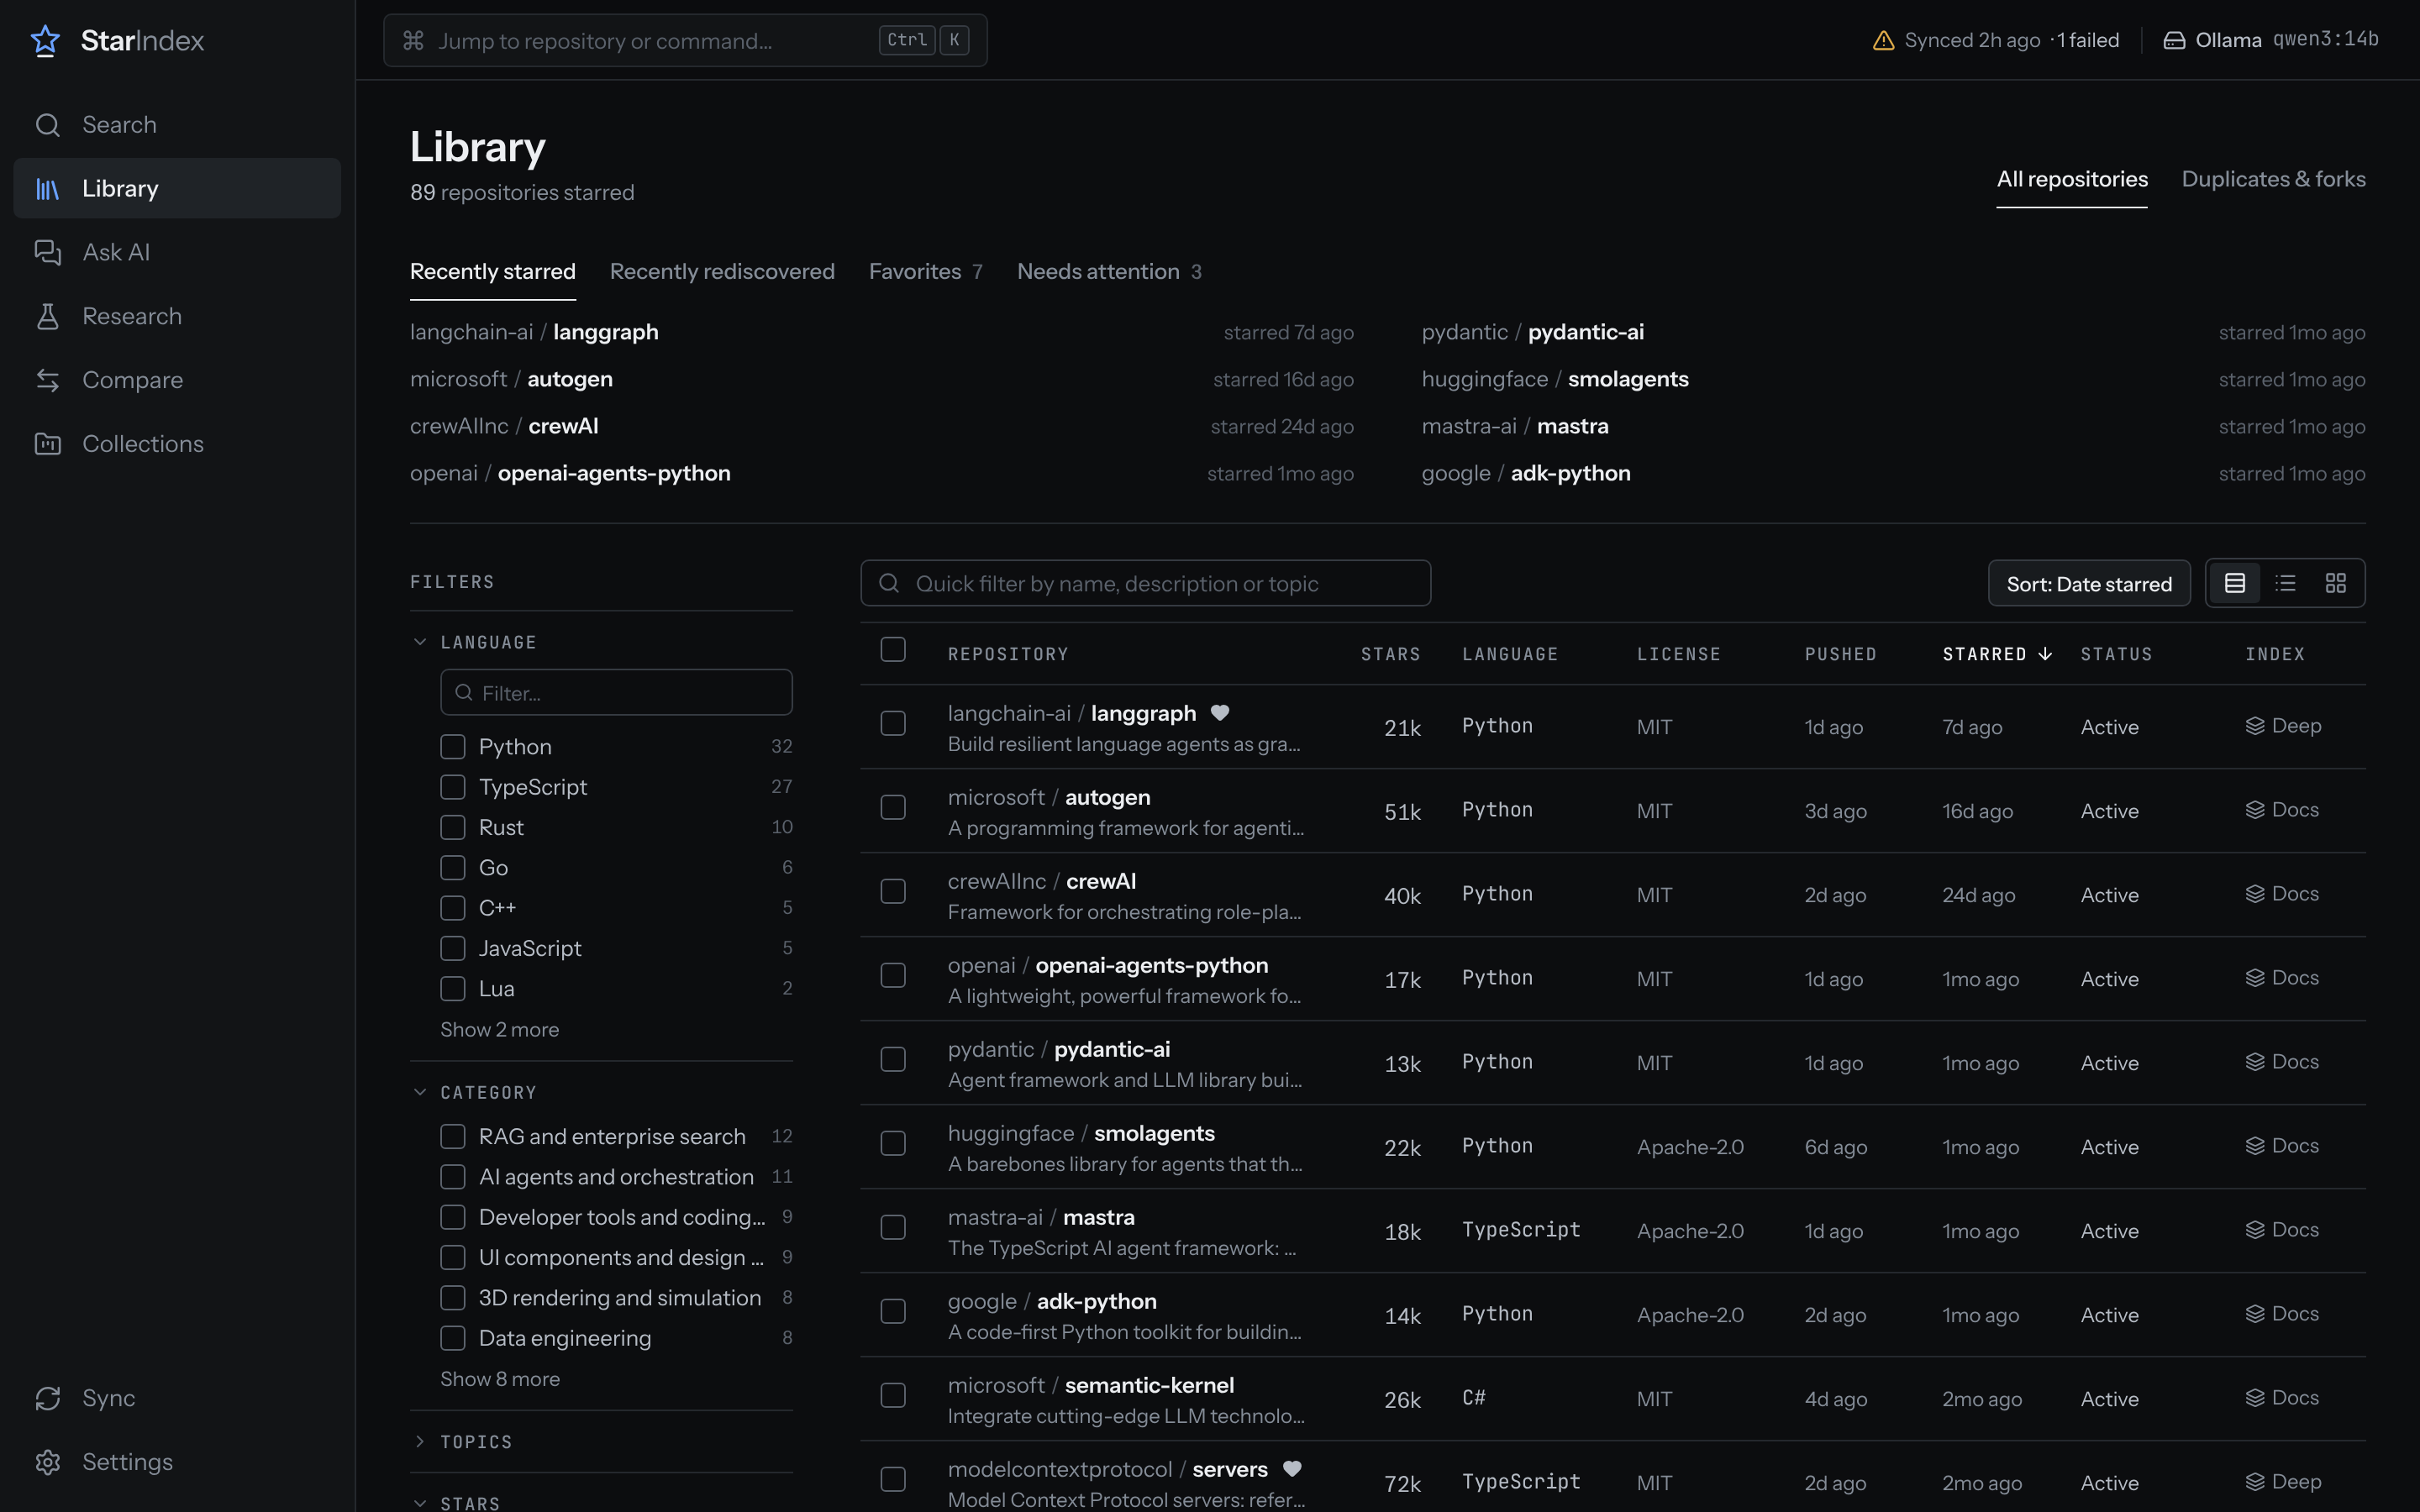 StarIndex
Search
Library
Ask AI
Research
Compare
Collections
Sync
Settings
⌘ Jump to repository or command... Ctrl K
Synced 2h ago · 1 failed
Ollama qwen3:14b
Library
89 repositories starred
All repositories Duplicates & forks
Recently starred Recently rediscovered Favorites 7 Needs attention 3
langchain-ai / langgraph starred 7d ago
pydantic / pydantic-ai starred 1mo ago
microsoft / autogen starred 16d ago
huggingface / smolagents starred 1mo ago
crewAIInc / crewAI starred 24d ago
mastra-ai / mastra starred 1mo ago
openai / openai-agents-python starred 1mo ago
google / adk-python starred 1mo ago
FILTERS
LANGUAGE
Filter...
Python 32
TypeScript 27
Rust 10
Go 6
C++ 5
JavaScript 5
Lua 2
Show 2 more
CATEGORY
RAG and enterprise search 12
AI agents and orchestration 11
Developer tools and coding... 9
UI components and design ... 9
3D rendering and simulation 8
Data engineering 8
Show 8 more
TOPICS
STARS
Quick filter by name, description or topic
Sort: Date starred
REPOSITORY STARS LANGUAGE LICENSE PUSHED STARRED ↓ STATUS INDEX
langchain-ai / langgraph
Build resilient language agents as gra...
21k Python MIT 1d ago 7d ago Active Deep
microsoft / autogen
A programming framework for agenti...
51k Python MIT 3d ago 16d ago Active Docs
crewAIInc / crewAI
Framework for orchestrating role-pla...
40k Python MIT 2d ago 24d ago Active Docs
openai / openai-agents-python
A lightweight, powerful framework fo...
17k Python MIT 1d ago 1mo ago Active Docs
pydantic / pydantic-ai
Agent framework and LLM library bui...
13k Python MIT 1d ago 1mo ago Active Docs
huggingface / smolagents
A barebones library for agents that th...
22k Python Apache-2.0 6d ago 1mo ago Active Docs
mastra-ai / mastra
The TypeScript AI agent framework: ...
18k TypeScript Apache-2.0 1d ago 1mo ago Active Docs
google / adk-python
A code-first Python toolkit for buildin...
14k Python Apache-2.0 2d ago 1mo ago Active Docs
microsoft / semantic-kernel
Integrate cutting-edge LLM technolo...
26k C# MIT 4d ago 2mo ago Active Docs
modelcontextprotocol / servers
Model Context Protocol servers: refer...
72k TypeScript MIT 2d ago 2mo ago Active Deep